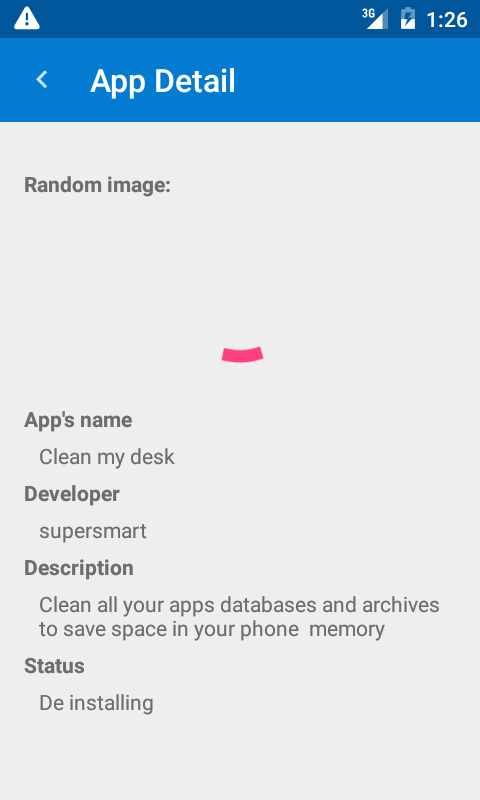 3G 1:26
App Detail
Random image:
App's name
Clean my desk
Developer
supersmart
Description
Clean all your apps databases and archives
to save space in your phone  memory
Status
De installing